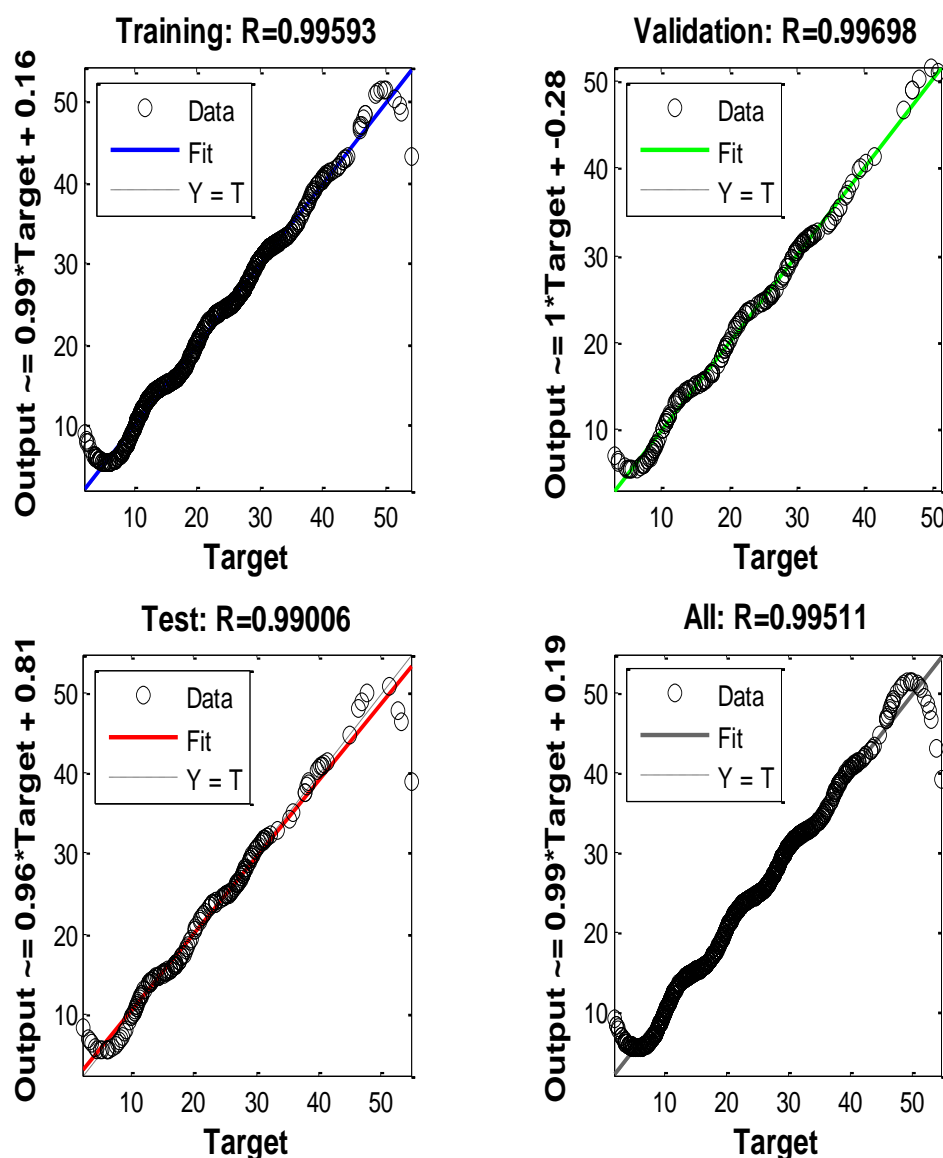 Training: R=0.99593
Output ~= 0.99*Target + 0.16
50
40
30
20
10
Data
Fit
Y = T
10 20 30 40 50
Target
Validation: R=0.99698
Output ~= 1*Target + -0.28
50
40
30
20
10
Data
Fit
Y = T
10 20 30 40 50
Target
Test: R=0.99006
Output ~= 0.96*Target + 0.81
50
40
30
20
10
Data
Fit
Y = T
10 20 30 40 50
Target
All: R=0.99511
Output ~= 0.99*Target + 0.19
50
40
30
20
10
Data
Fit
Y = T
10 20 30 40 50
Target